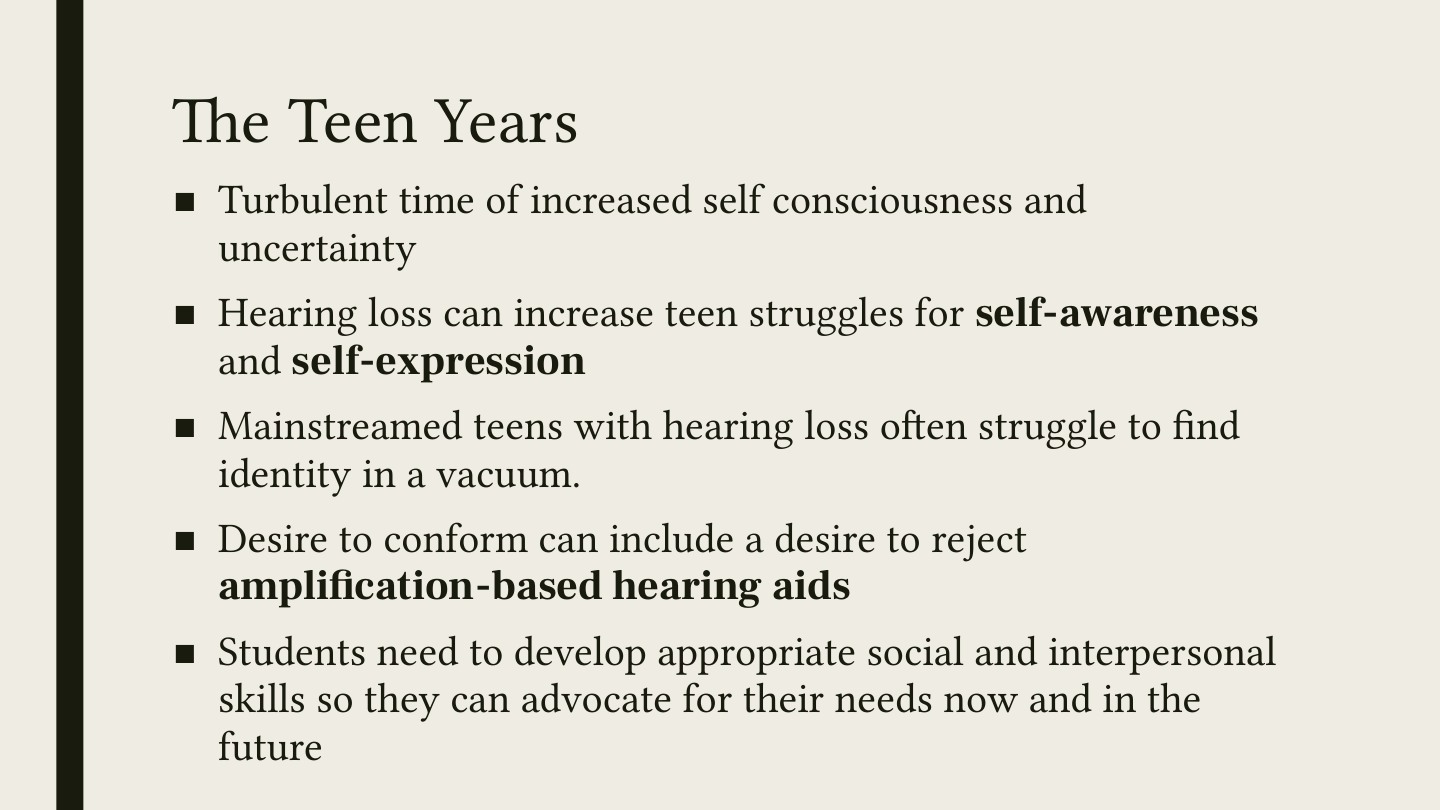 The Teen Years
■ Turbulent time of increased self consciousness and
uncertainty
■ Hearing loss can increase teen struggles for self-awareness
and self-expression
■ Mainstreamed teens with hearing loss often struggle to find
identity in a vacuum.
■ Desire to conform can include a desire to reject
amplification-based hearing aids
■ Students need to develop appropriate social and interpersonal
skills so they can advocate for their needs now and in the
future